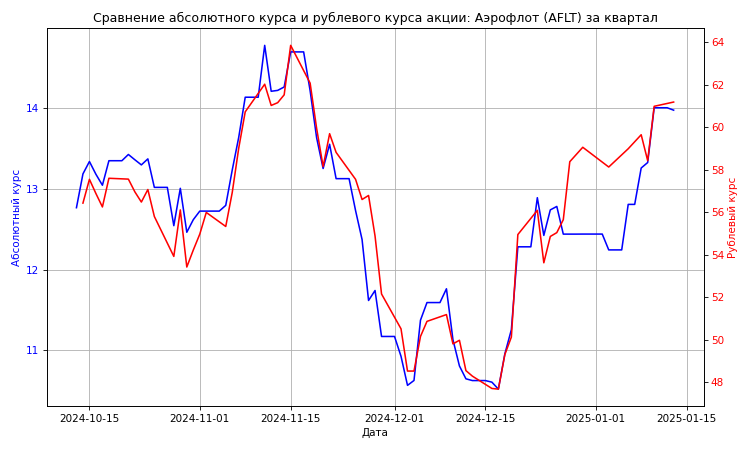 Сравнение абсолютного курса и рублевого курса акции: Аэрофлот (AFLT) за квартал
Абсолютный курс
14
13
12
11
64
62
60
58
56
54
52
50
48
Рублевый курс
2024-10-15 2024-11-01 2024-11-15 2024-12-01 2024-12-15 2025-01-01 2025-01-15
Дата